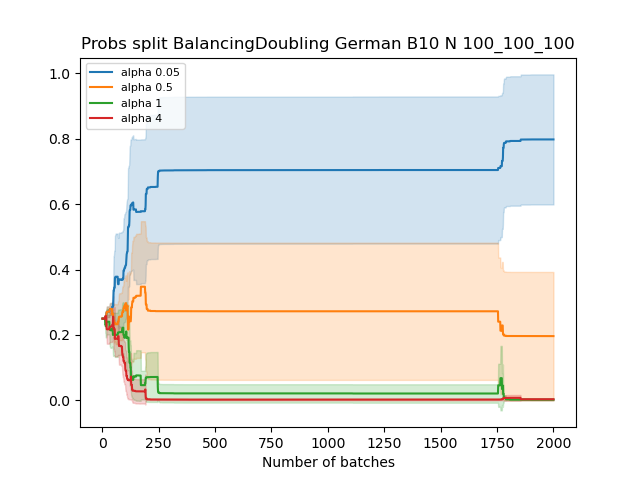 Probs split BalancingDoubling German B10 N 100_100_100
alpha 0.05
alpha 0.5
alpha 1
alpha 4
1.0
0.8
0.6
0.4
0.2
0.0
0 250 500 750 1000 1250 1500 1750 2000
Number of batches